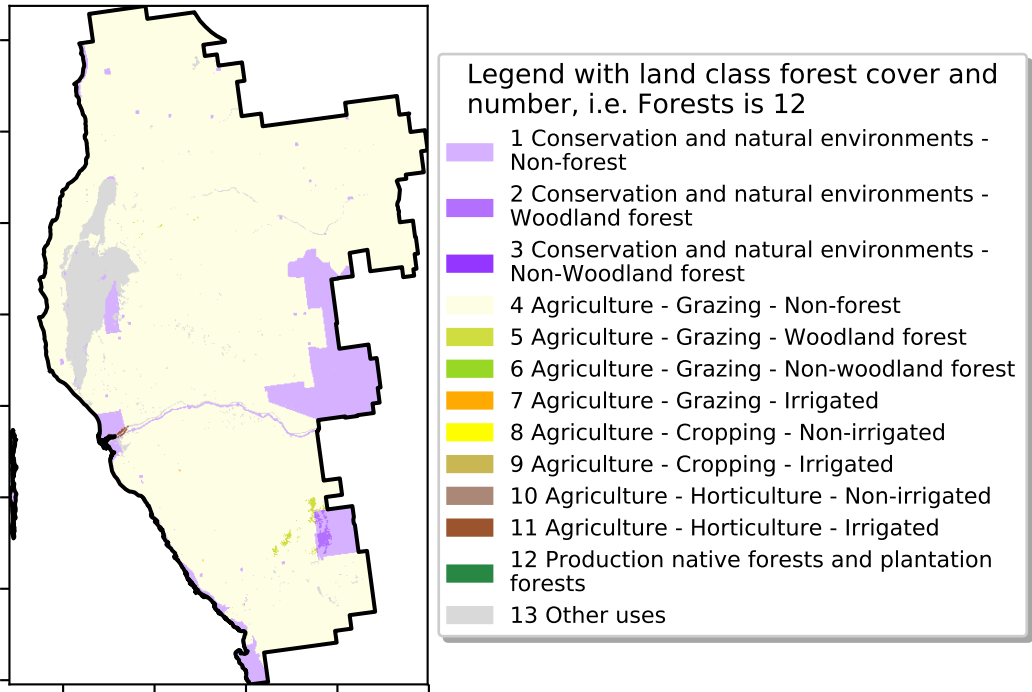 Legend with land class forest cover and
number, i.e. Forests is 12
1 Conservation and natural environments -
Non-forest
2 Conservation and natural environments -
Woodland forest
3 Conservation and natural environments -
Non-Woodland forest
4 Agriculture - Grazing - Non-forest
5 Agriculture - Grazing - Woodland forest
6 Agriculture - Grazing - Non-woodland forest
7 Agriculture - Grazing - Irrigated
8 Agriculture - Cropping - Non-irrigated
9 Agriculture - Cropping - Irrigated
10 Agriculture - Horticulture - Non-irrigated
11 Agriculture - Horticulture - Irrigated
12 Production native forests and plantation
forests
13 Other uses